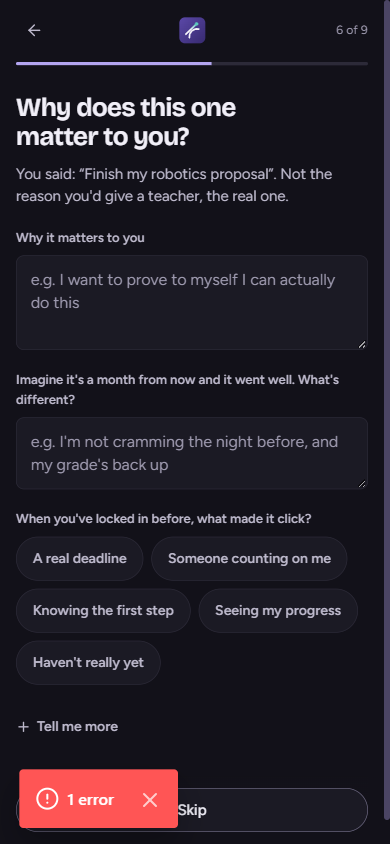 6 of 9
Why does this one
matter to you?
You said: “Finish my robotics proposal”. Not the
reason you'd give a teacher, the real one.
Why it matters to you
e.g. I want to prove to myself I can actually
do this
Imagine it's a month from now and it went well. What's
different?
e.g. I'm not cramming the night before, and
my grade's back up
When you've locked in before, what made it click?
A real deadline
Someone counting on me
Knowing the first step
Seeing my progress
Haven't really yet
+ Tell me more
1 error
Skip